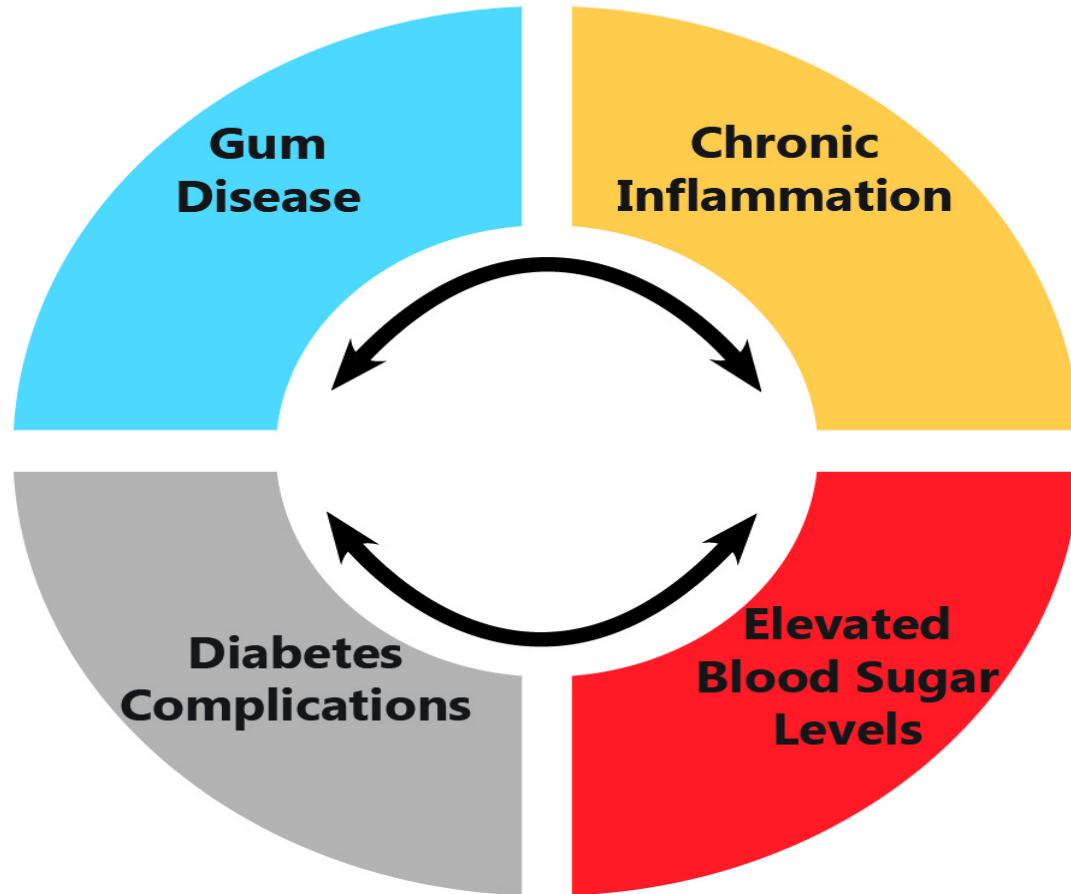 Gum
Disease
Chronic
Inflammation
Diabetes
Complications
Elevated
Blood Sugar
Levels